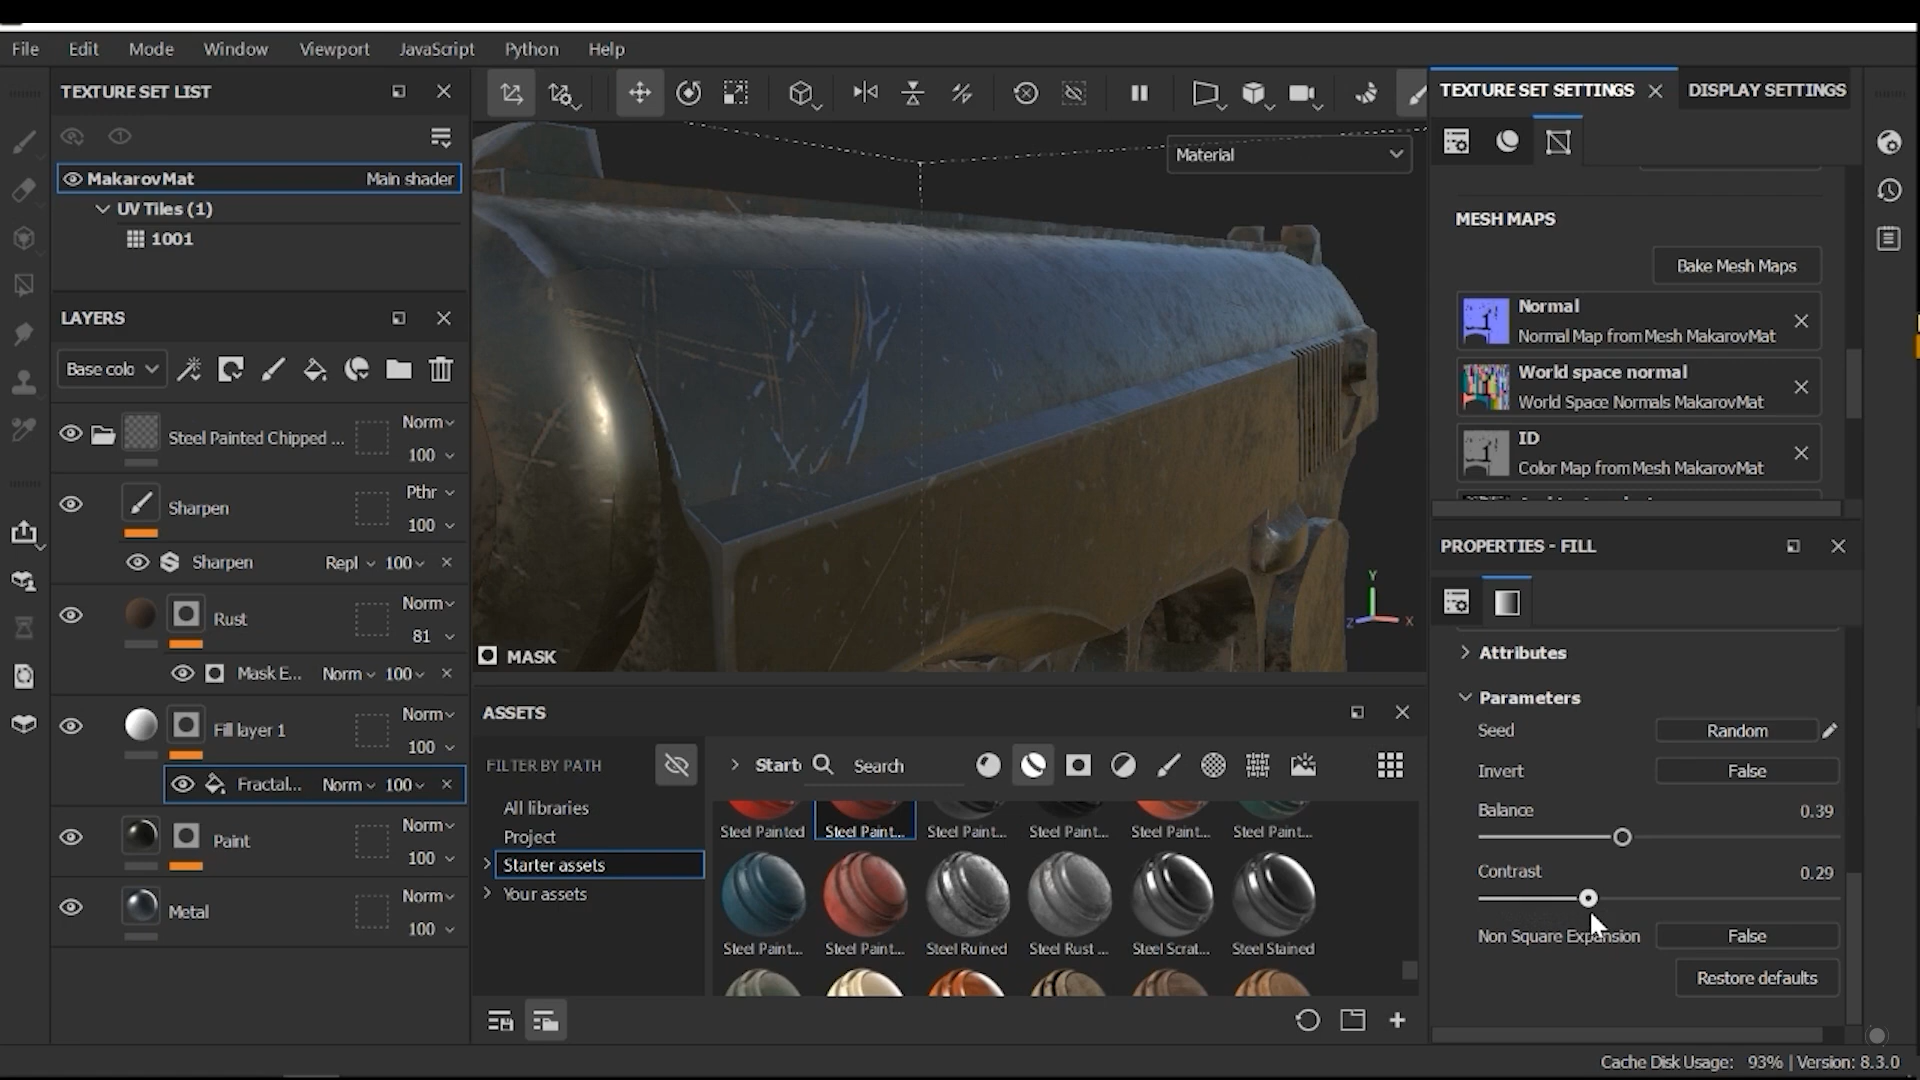 File Edit Mode Window Viewport JavaScript Python Help
TEXTURE SET LIST
MakarovMat Main shader
UV Tiles (1)
1001
LAYERS
Base colo
Steel Painted Chipped ... Norm
100
Sharpen Pthr
100
Sharpen Repl 100
Rust Norm
81
Mask E... Norm 100
Fill layer 1 Norm
100
Fractal... Norm 100
Paint Norm
100
Metal Norm
100
Material
Y
Z X
MASK
ASSETS
FILTER BY PATH
All libraries
Project
Starter assets
Your assets
Start Search
Steel Painted Steel Paint... Steel Paint... Steel Paint... Steel Paint... Steel Paint...
Steel Paint... Steel Paint... Steel Ruined Steel Rust ... Steel Scrat... Steel Stained
TEXTURE SET SETTINGS DISPLAY SETTINGS
MESH MAPS
Bake Mesh Maps
Normal
Normal Map from Mesh MakarovMat
World space normal
World Space Normals MakarovMat
ID
Color Map from Mesh MakarovMat
PROPERTIES - FILL
Attributes
Parameters
Seed Random
Invert False
Balance 0.39
Contrast 0.29
Non Square Expansion False
Restore defaults
Cache Disk Usage: 93% | Version: 8.3.0